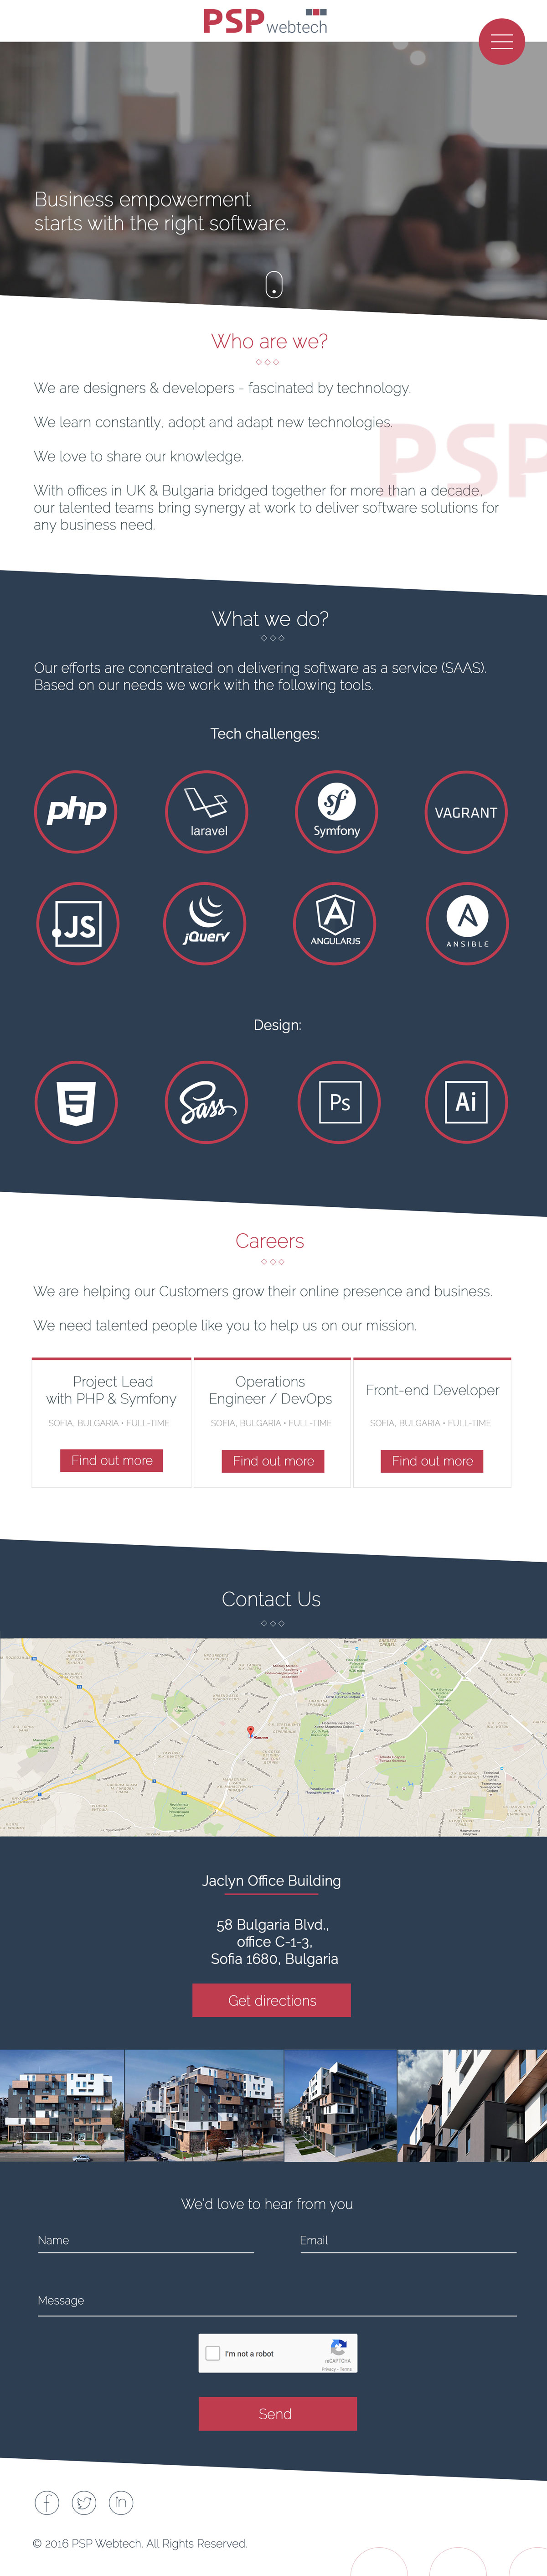 PSP webtech
Business empowerment
starts with the right software.
Who are we?
We are designers & developers - fascinated by technology.
We learn constantly, adopt and adapt new technologies.
We love to share our knowledge.
PSP
With offices in UK & Bulgaria bridged together for more than a decade,
our talented teams bring synergy at work to deliver software solutions for
any business need.
What we do?
Our efforts are concentrated on delivering software as a service (SAAS).
Based on our needs we work with the following tools.
Tech challenges:
php
laravel
sf
Symfony
VAGRANT
JS
jQuery
A
ANGULARJS
A
ANSIBLE
Design:
5
Sass
Ps
Ai
Careers
We are helping our Customers grow their online presence and business.
We need talented people like you to help us on our mission.
Project Lead
with PHP & Symfony
SOFIA, BULGARIA • FULL-TIME
Find out more
Operations
Engineer / DevOps
SOFIA, BULGARIA • FULL-TIME
Find out more
Front-end Developer
SOFIA, BULGARIA • FULL-TIME
Find out more
Contact Us
Jaclyn Office Building
58 Bulgaria Blvd.,
office C-1-3,
Sofia 1680, Bulgaria
Get directions
We'd love to hear from you
Name
Email
Message
I'm not a robot
reCAPTCHA
Privacy - Terms
Send
f
in
© 2016 PSP Webtech. All Rights Reserved.